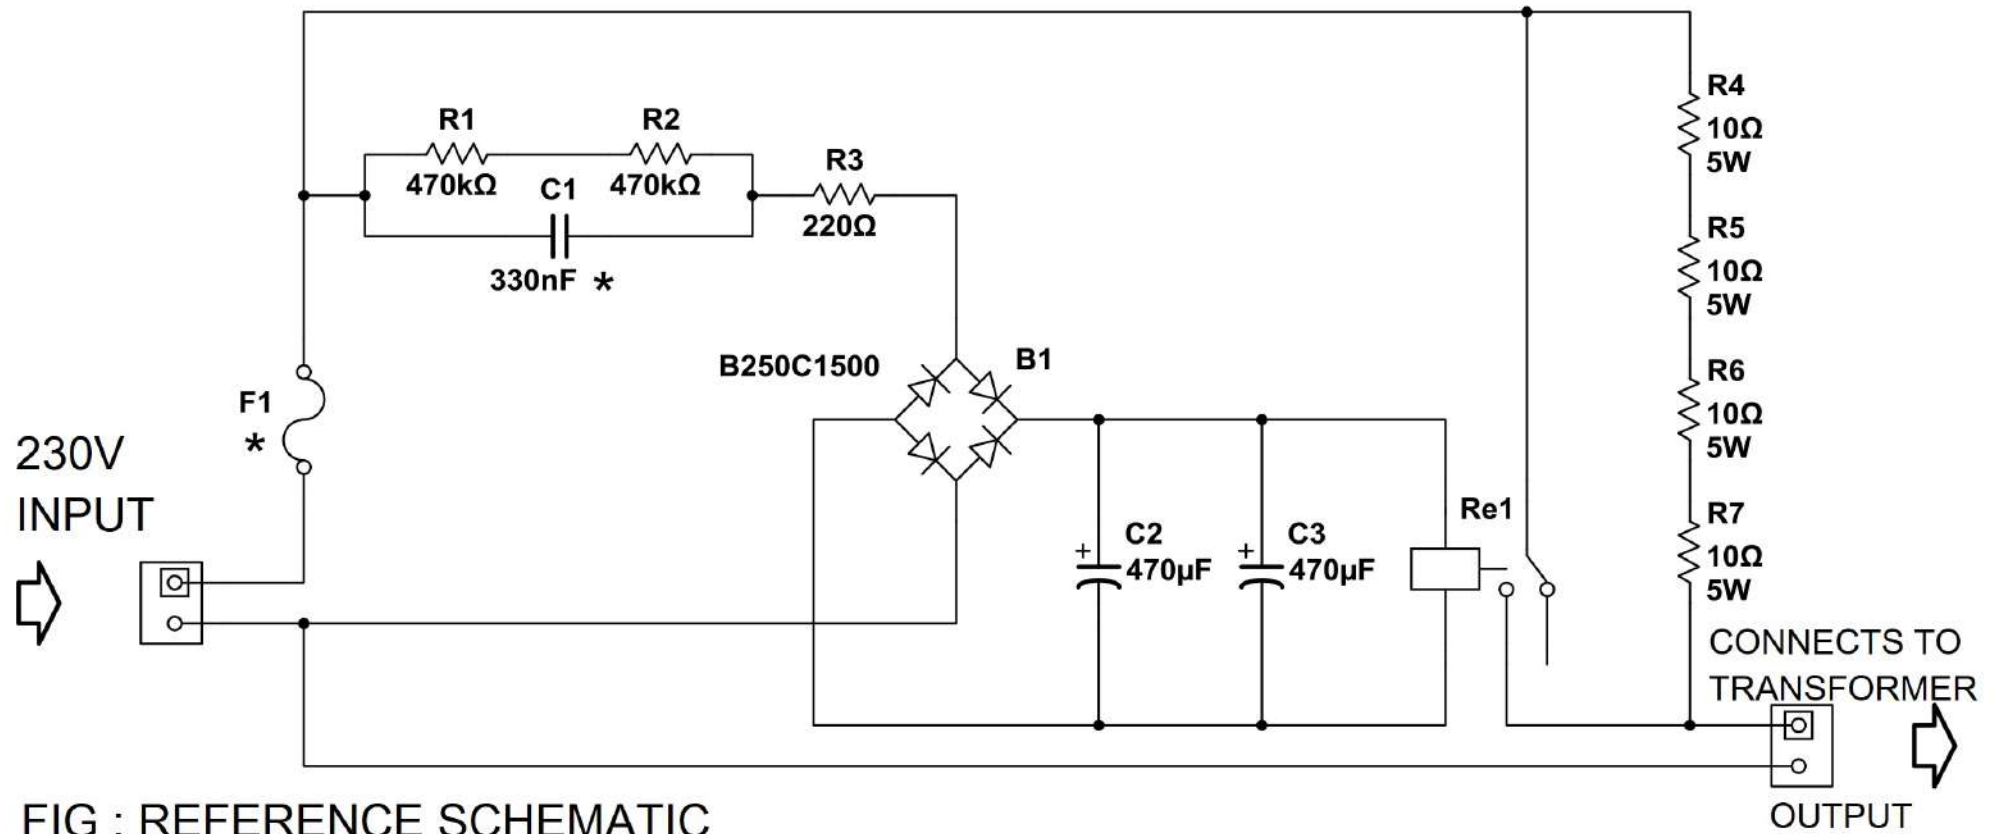 R1
470kΩ
R2
470kΩ
C1
330nF *
R3
220Ω
R4
10Ω
5W
R5
10Ω
5W
R6
10Ω
5W
R7
10Ω
5W
B250C1500
B1
F1
*
230V
INPUT
+
C2
470µF
+
C3
470µF
Re1
CONNECTS TO
TRANSFORMER
OUTPUT
FIG : REFERENCE SCHEMATIC